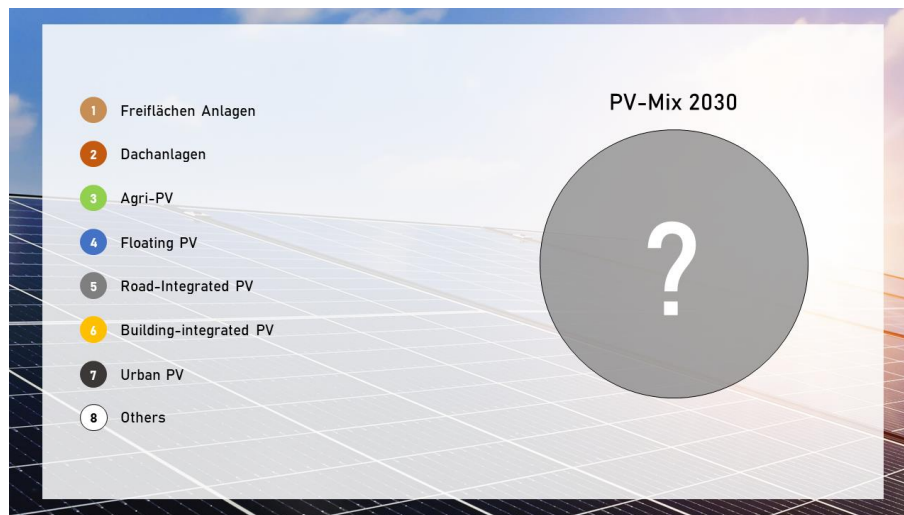 PV-Mix 2030
1 Freiflächen Anlagen
2 Dachanlagen
3 Agri-PV
4 Floating PV
5 Road-Integrated PV
6 Building-integrated PV
7 Urban PV
8 Others
?